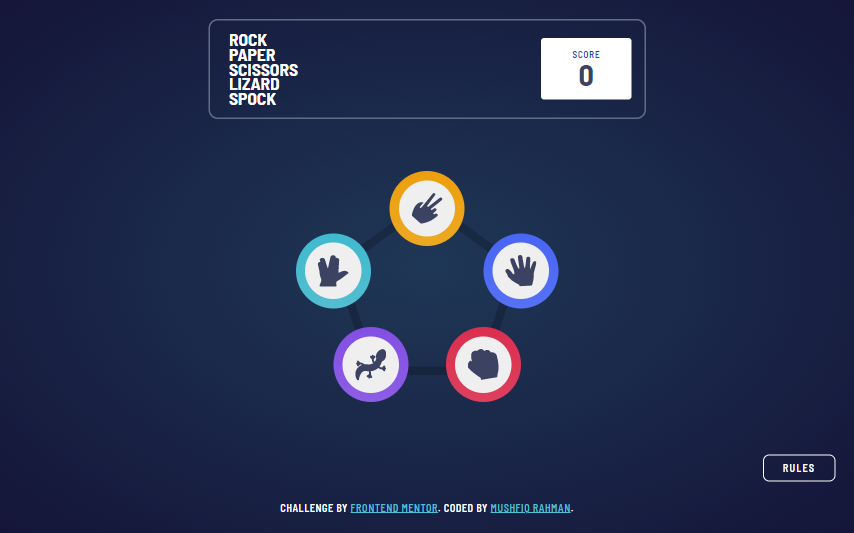 ROCK
PAPER
SCISSORS
LIZARD
SPOCK
SCORE
0
RULES
CHALLENGE BY FRONTEND MENTOR. CODED BY MUSHFIQ RAHMAN.